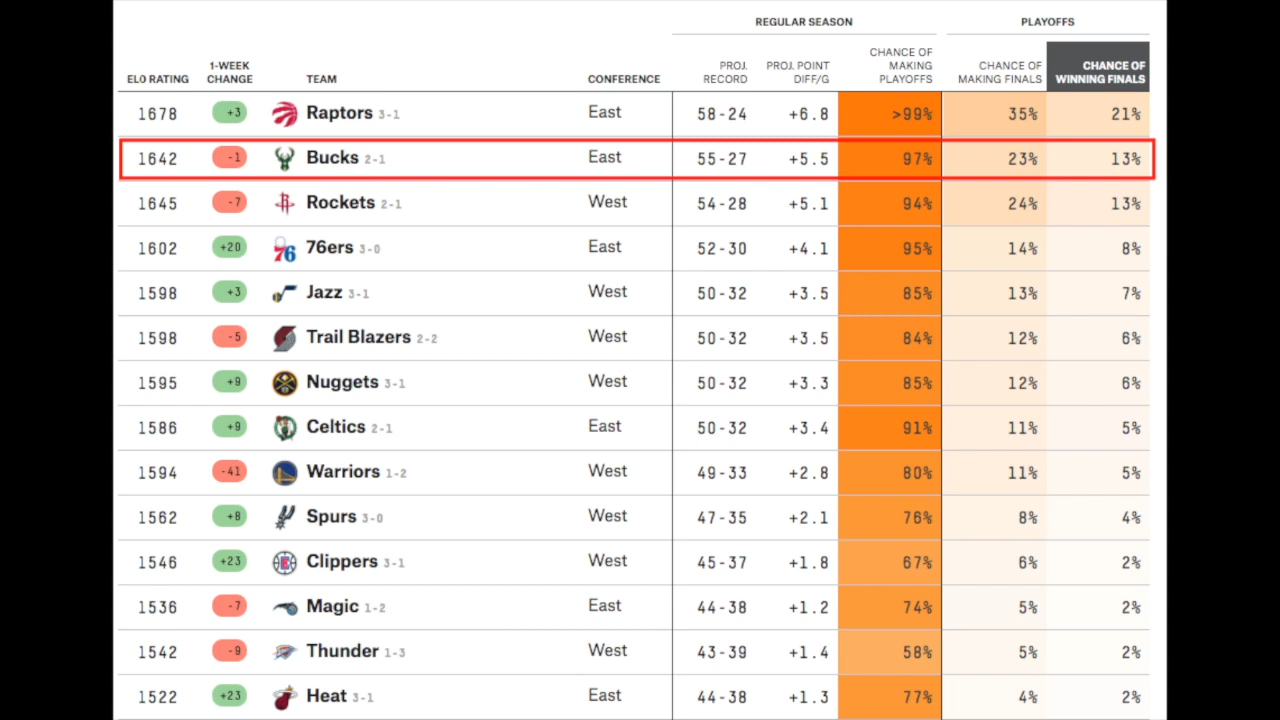 REGULAR SEASON PLAYOFFS
ELO RATING 1-WEEK CHANGE TEAM CONFERENCE PROJ. RECORD PROJ. POINT DIFF/G CHANCE OF MAKING PLAYOFFS CHANCE OF MAKING FINALS CHANCE OF WINNING FINALS
1678 +3 Raptors 3-1 East 58-24 +6.8 >99% 35% 21%
1642 -1 Bucks 2-1 East 55-27 +5.5 97% 23% 13%
1645 -7 Rockets 2-1 West 54-28 +5.1 94% 24% 13%
1602 +20 76 76ers 3-0 East 52-30 +4.1 95% 14% 8%
1598 +3 Jazz 3-1 West 50-32 +3.5 85% 13% 7%
1598 -5 Trail Blazers 2-2 West 50-32 +3.5 84% 12% 6%
1595 +9 Nuggets 3-1 West 50-32 +3.3 85% 12% 6%
1586 +9 Celtics 2-1 East 50-32 +3.4 91% 11% 5%
1594 -41 Warriors 1-2 West 49-33 +2.8 80% 11% 5%
1562 +8 Spurs 3-0 West 47-35 +2.1 76% 8% 4%
1546 +23 Clippers 3-1 West 45-37 +1.8 67% 6% 2%
1536 -7 Magic 1-2 East 44-38 +1.2 74% 5% 2%
1542 -9 Thunder 1-3 West 43-39 +1.4 58% 5% 2%
1522 +23 Heat 3-1 East 44-38 +1.3 77% 4% 2%